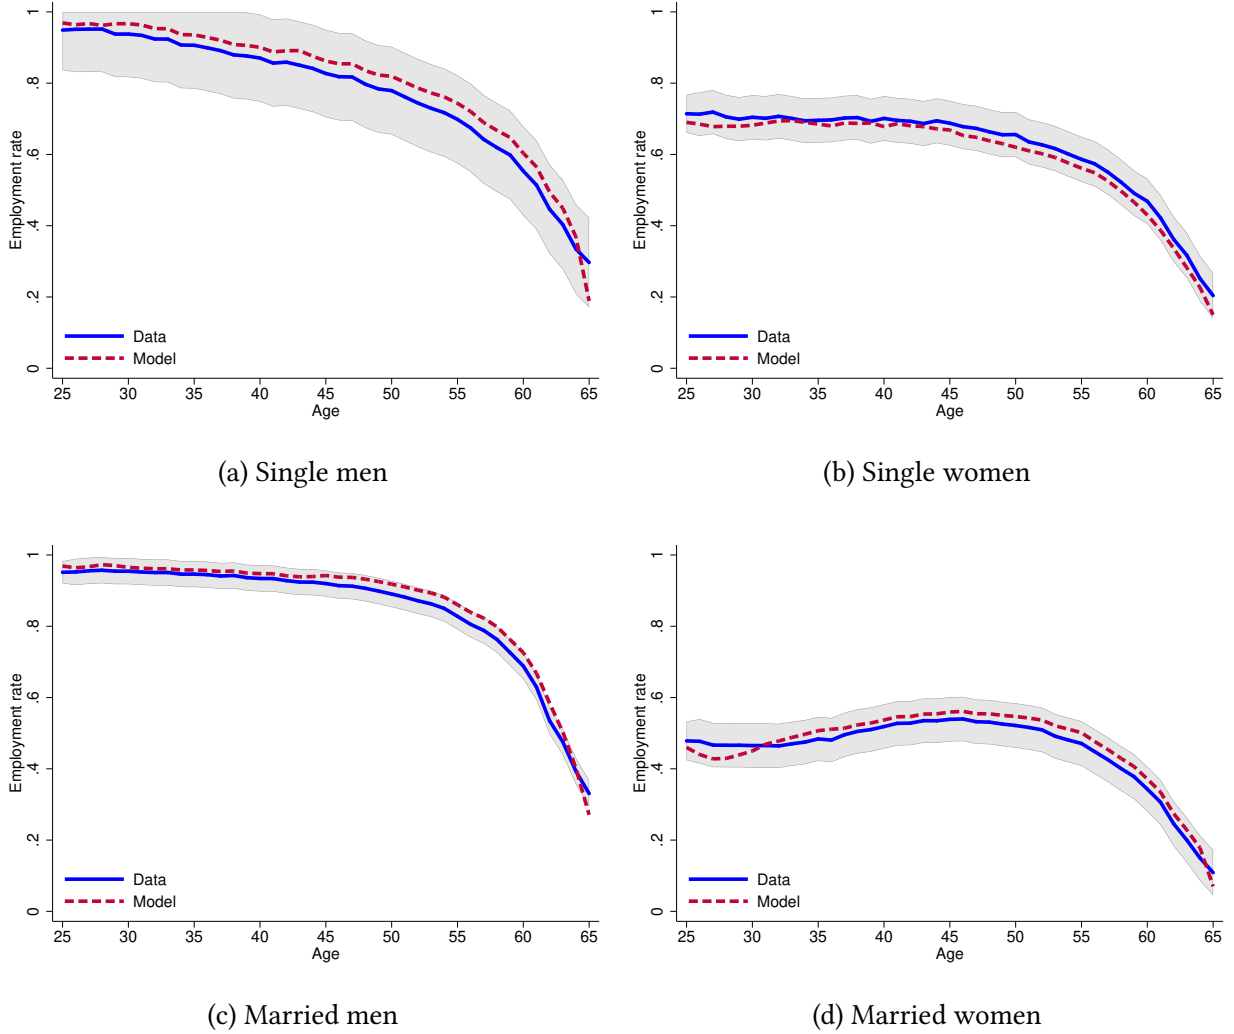 1
.8
.6
.4
.2
0
Employment rate
Data
Model
25 30 35 40 45 50 55 60 65
Age
(a) Single men
1
.8
.6
.4
.2
0
Employment rate
Data
Model
25 30 35 40 45 50 55 60 65
Age
(b) Single women
1
.8
.6
.4
.2
0
Employment rate
Data
Model
25 30 35 40 45 50 55 60 65
Age
(c) Married men
1
.8
.6
.4
.2
0
Employment rate
Data
Model
25 30 35 40 45 50 55 60 65
Age
(d) Married women